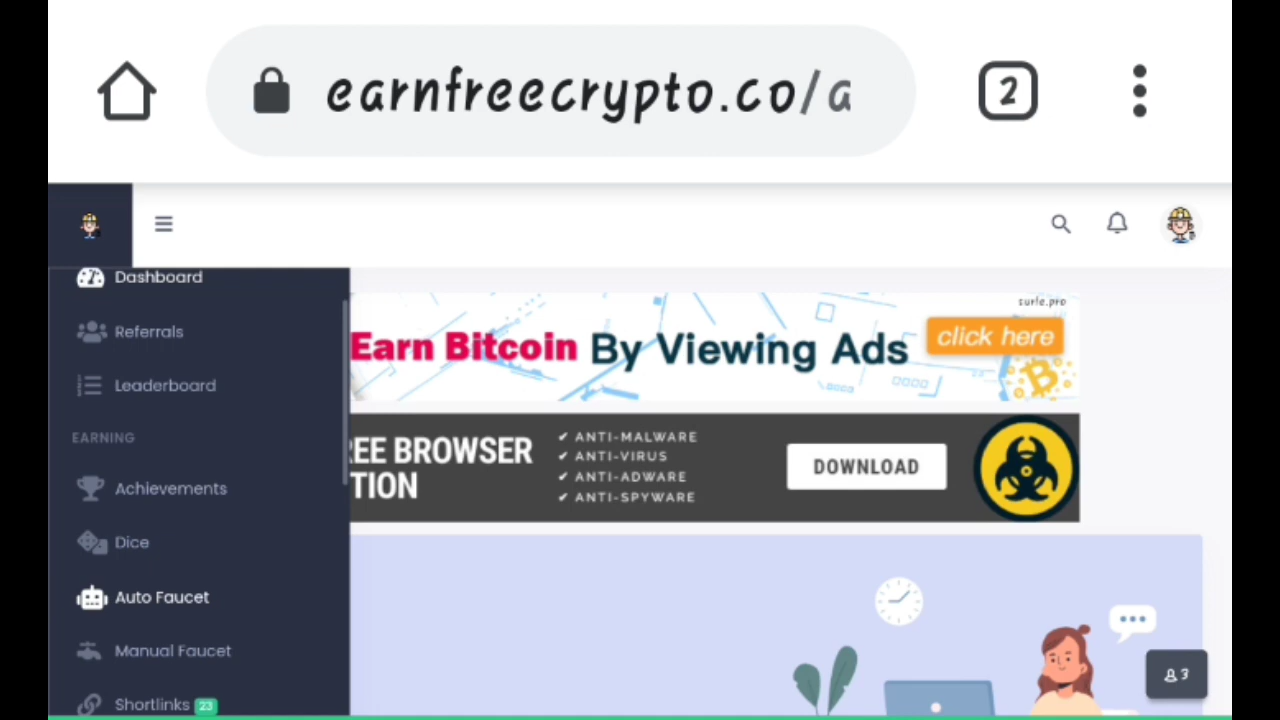 earnfreecrypto.co/a
2
Dashboard
Referrals
Leaderboard
EARNING
Achievements
Dice
Auto Faucet
Manual Faucet
Shortlinks 23
surfe.pro
Earn Bitcoin By Viewing Ads
click here
REE BROWSER
TION
✔ ANTI-MALWARE
✔ ANTI-VIRUS
✔ ANTI-ADWARE
✔ ANTI-SPYWARE
DOWNLOAD
3